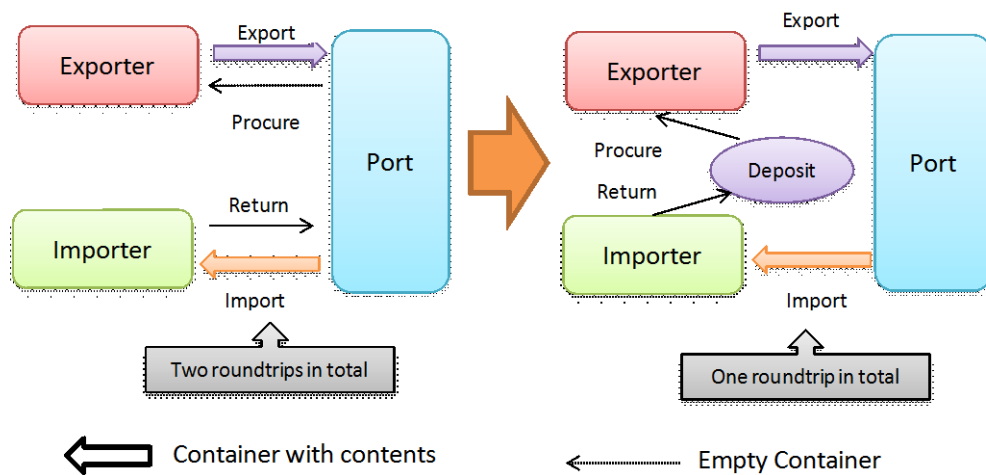 Export
Exporter
Procure
Port
Return
Importer
Import
Two roundtrips in total
Export
Exporter
Procure
Deposit
Port
Return
Importer
Import
One roundtrip in total
Container with contents
Empty Container